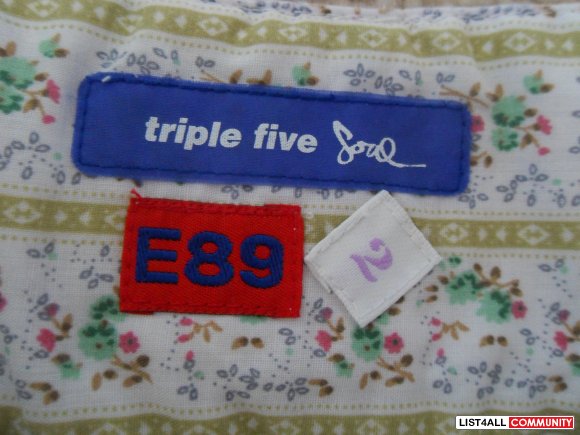 triple five Soul
E89
2
LIST4ALL COMMUNITY